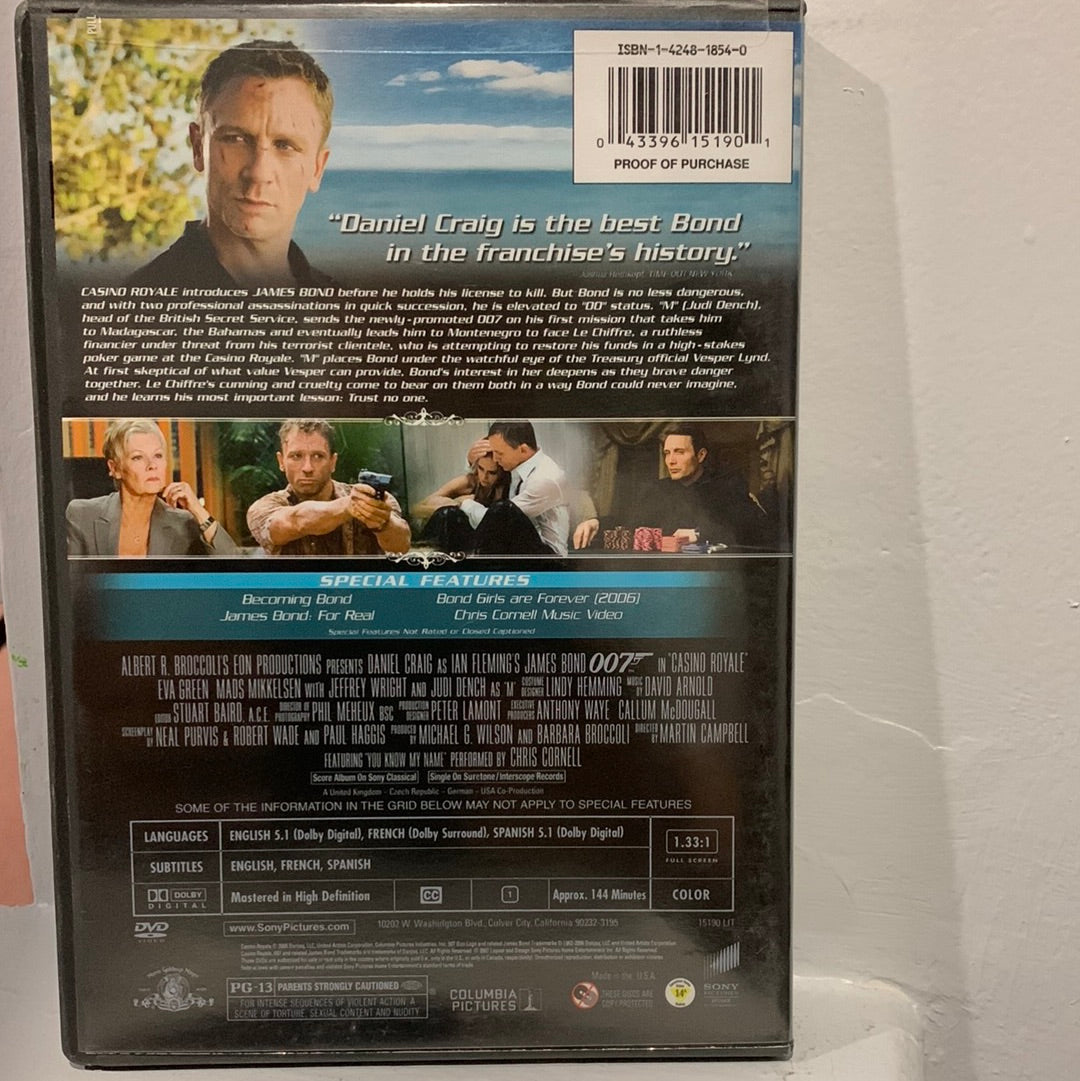 ISBN-1-4248-1854-0
0 43396 15190 1
PROOF OF PURCHASE
“Daniel Craig is the best Bond
in the franchise's history.”
TIME OUT NEW YORK
CASINO ROYALE introduces JAMES BOND before he holds his license to kill. But Bond is no less dangerous,
and with two professional assassinations in quick succession, he is elevated to "00" status. "M" (Judi Dench),
head of the British Secret Service, sends the newly-promoted 007 on his first mission that takes him
to Madagascar, the Bahamas and eventually leads him to Montenegro to face Le Chiffre, a ruthless
financier under threat from his terrorist clientele, who is attempting to restore his funds in a high-stakes
poker game at the Casino Royale. "M" places Bond under the watchful eye of the Treasury official Vesper Lynd.
At first skeptical of what value Vesper can provide, Bond's interest in her deepens as they brave danger
together. Le Chiffre's cunning and cruelty come to bear on them both in a way Bond could never imagine,
and he learns his most important lesson: Trust no one.
SPECIAL FEATURES
Becoming Bond Bond Girls are Forever (2006)
James Bond: For Real Chris Cornell Music Video
Special Features Not Rated or Closed Captioned
ALBERT R. BROCCOLI'S EON PRODUCTIONS PRESENTS DANIEL CRAIG AS IAN FLEMING'S JAMES BOND 007 IN "CASINO ROYALE"
EVA GREEN MADS MIKKELSEN WITH JEFFREY WRIGHT AND JUDI DENCH AS "M" COSTUME DESIGNER LINDY HEMMING MUSIC BY DAVID ARNOLD
EDITOR STUART BAIRD, A.C.E. DIRECTOR OF PHOTOGRAPHY PHIL MEHEUX BSC PRODUCTION DESIGNER PETER LAMONT EXECUTIVE PRODUCERS ANTHONY WAYE CALLUM McDOUGALL
SCREENPLAY BY NEAL PURVIS & ROBERT WADE AND PAUL HAGGIS PRODUCED BY MICHAEL G. WILSON AND BARBARA BROCCOLI DIRECTED BY MARTIN CAMPBELL
FEATURING "YOU KNOW MY NAME" PERFORMED BY CHRIS CORNELL
Score Album On Sony Classical Single On Suretone/Interscope Records
A United Kingdom - Czech Republic - German - USA Co-Production
SOME OF THE INFORMATION IN THE GRID BELOW MAY NOT APPLY TO SPECIAL FEATURES
LANGUAGES ENGLISH 5.1 (Dolby Digital), FRENCH (Dolby Surround), SPANISH 5.1 (Dolby Digital) 1.33:1
FULL SCREEN
SUBTITLES ENGLISH, FRENCH, SPANISH
DOLBY DIGITAL Mastered in High Definition CC 1 Approx. 144 Minutes COLOR
DVD VIDEO www.SonyPictures.com 10202 W. Washington Blvd., Culver City, California 90232-3195 15190 LIT
Made in the U.S.A.
PG-13 PARENTS STRONGLY CAUTIONED
FOR INTENSE SEQUENCES OF VIOLENT ACTION, A
SCENE OF TORTURE, SEXUAL CONTENT AND NUDITY
COLUMBIA PICTURES
THESE DISCS ARE
COPY PROTECTED
14
SONY
PICTURES